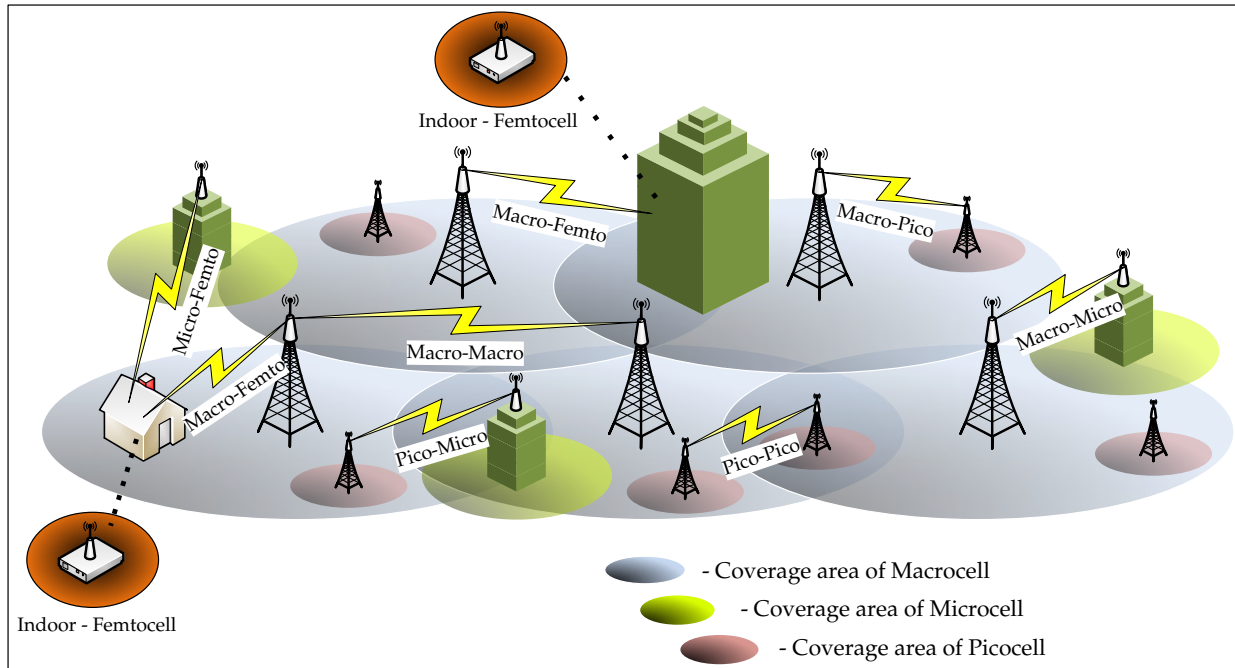 Indoor - Femtocell
Macro-Femto
Macro-Pico
Micro-Femto
Macro-Micro
Macro-Macro
Macro-Femto
Pico-Micro
Pico-Pico
Indoor - Femtocell
- Coverage area of Macrocell
- Coverage area of Microcell
- Coverage area of Picocell